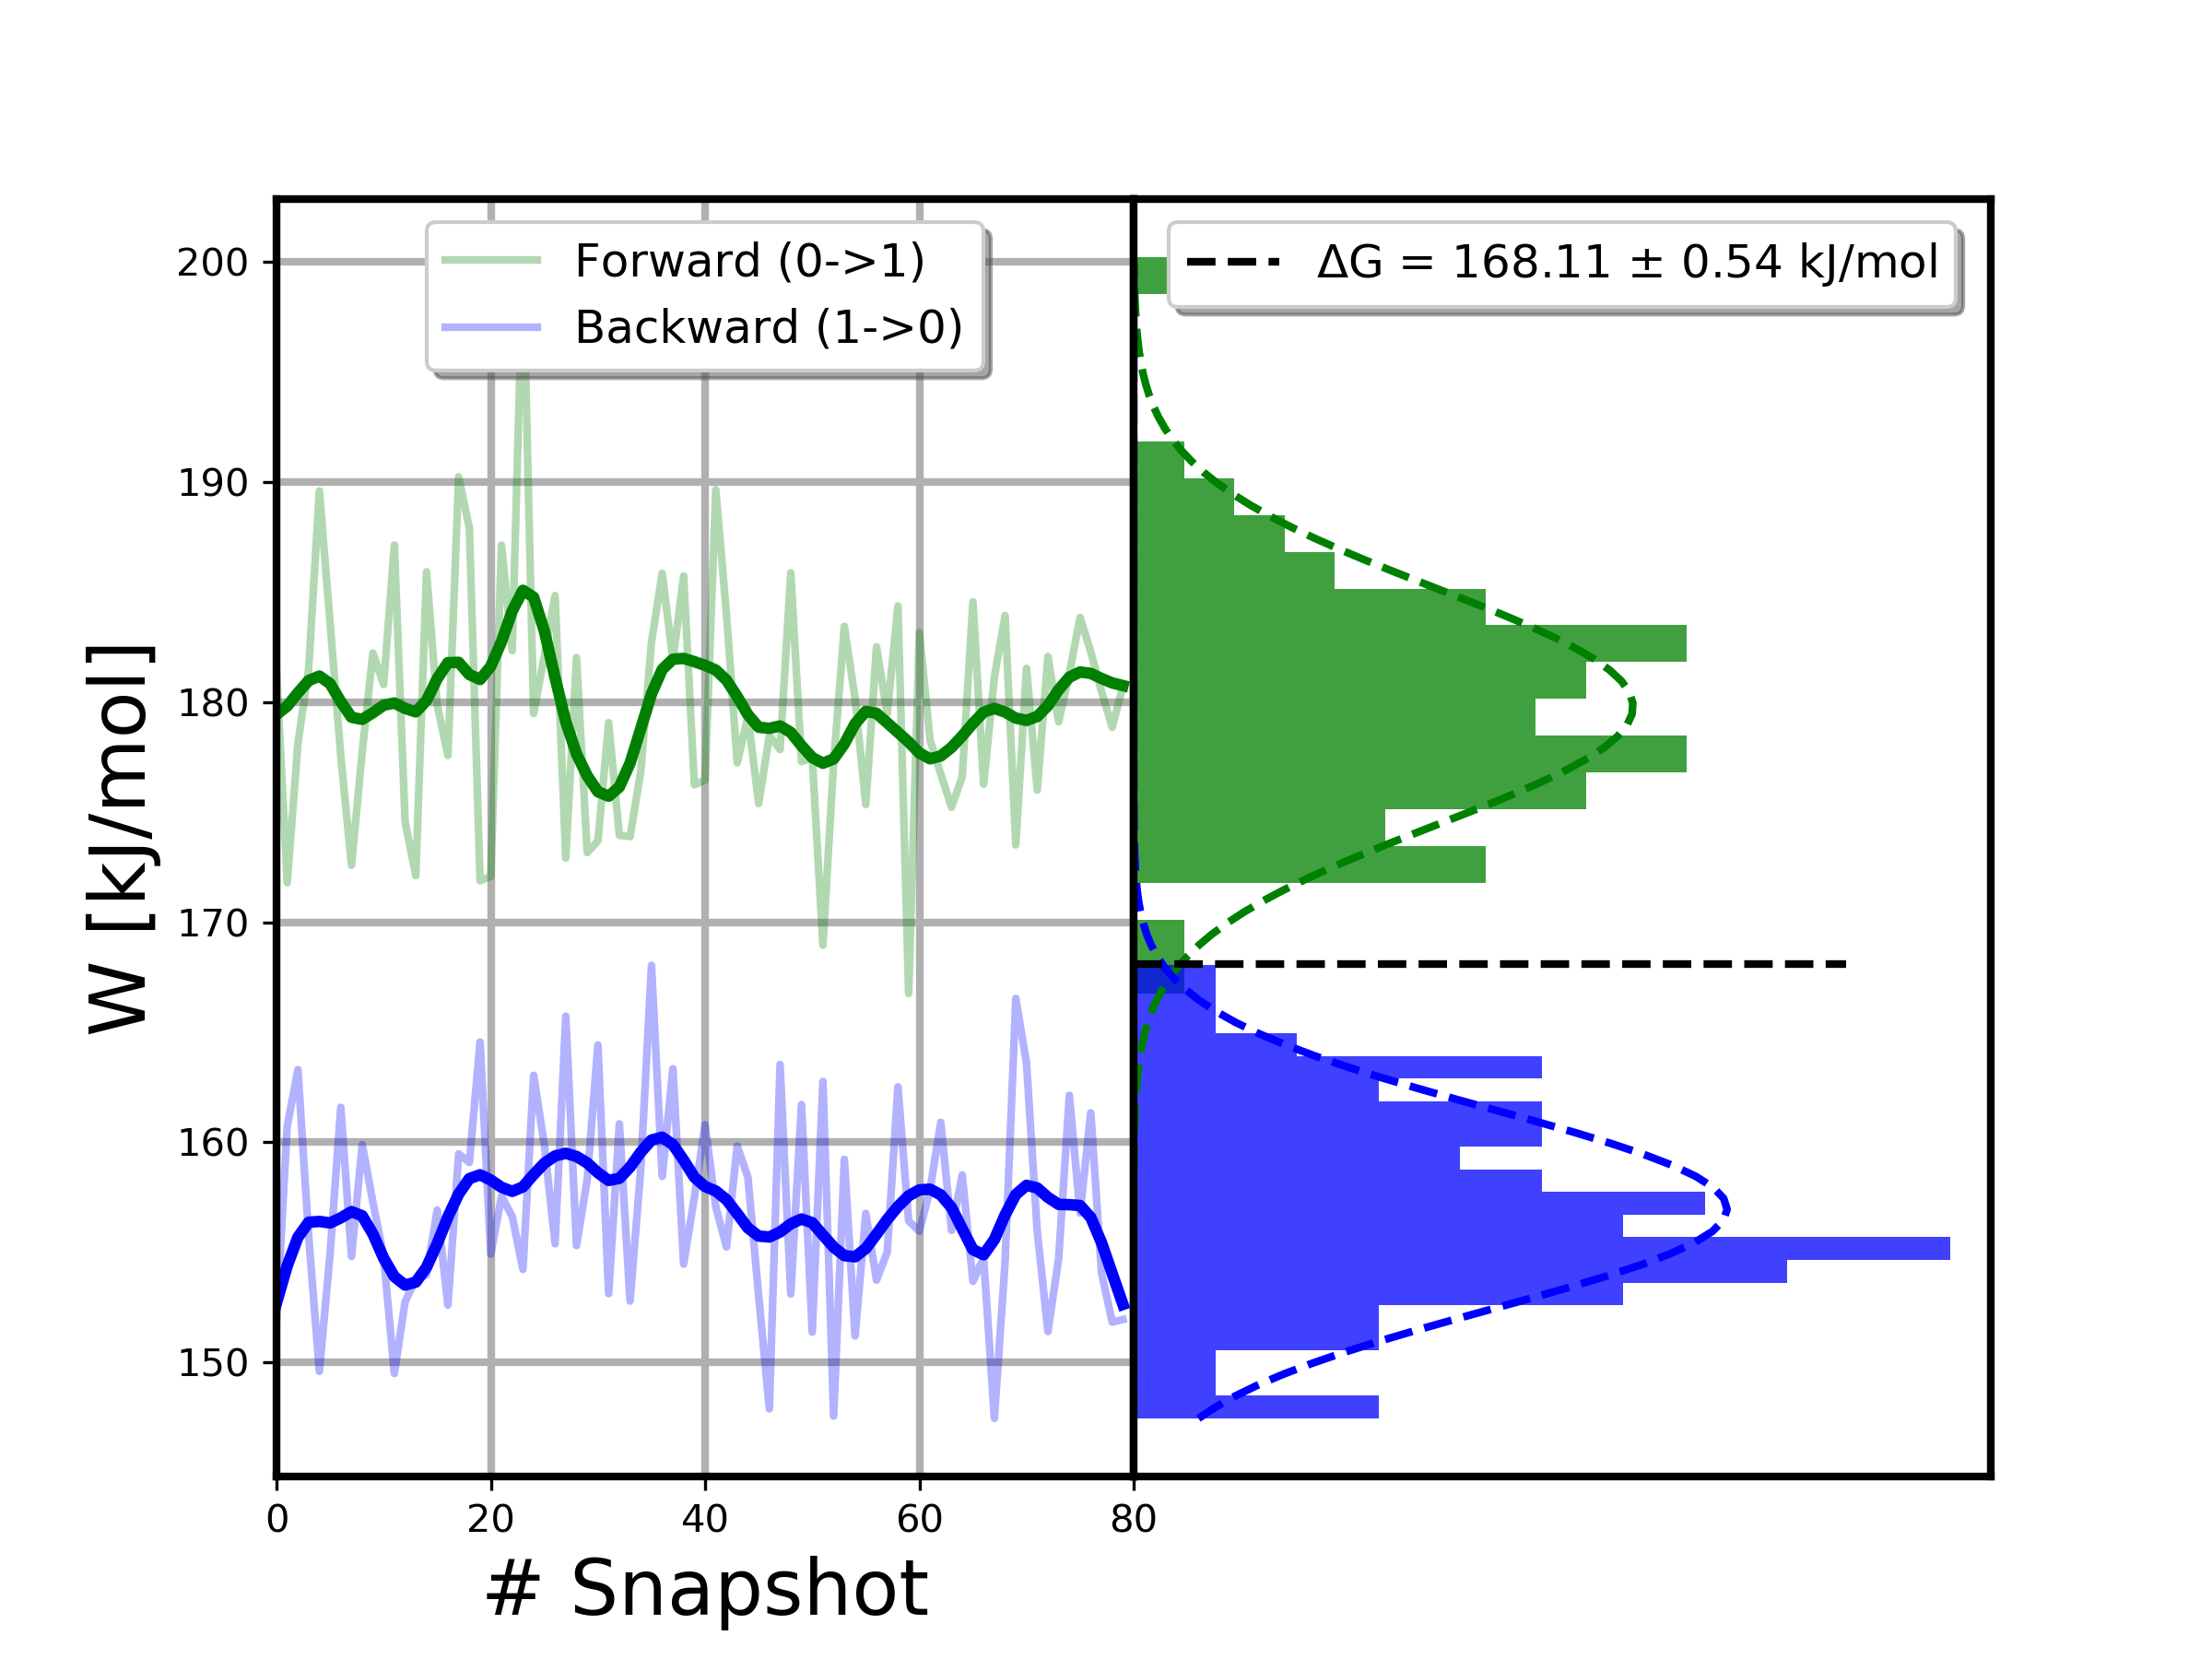 Forward (0->1)
Backward (1->0)
ΔG = 168.11 ± 0.54 kJ/mol
W [kJ/mol]
200
190
180
170
160
150
0 20 40 60 80
# Snapshot